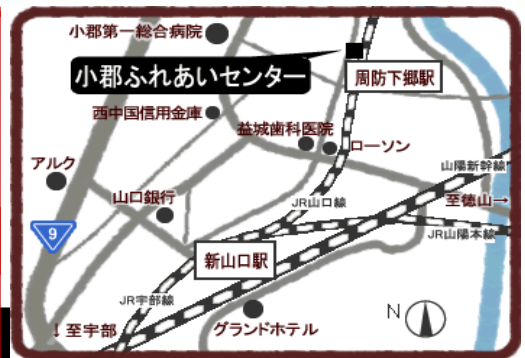 小郡第一総合病院
小郡ふれあいセンター
周防下郷駅
西中国信用金庫
益城歯科医院
ローソン
アルク
山陽新幹線
山口銀行
至徳山→
JR山口線
JR山陽本線
9
新山口駅
JR宇部線
N
↓至宇部
グランドホテル